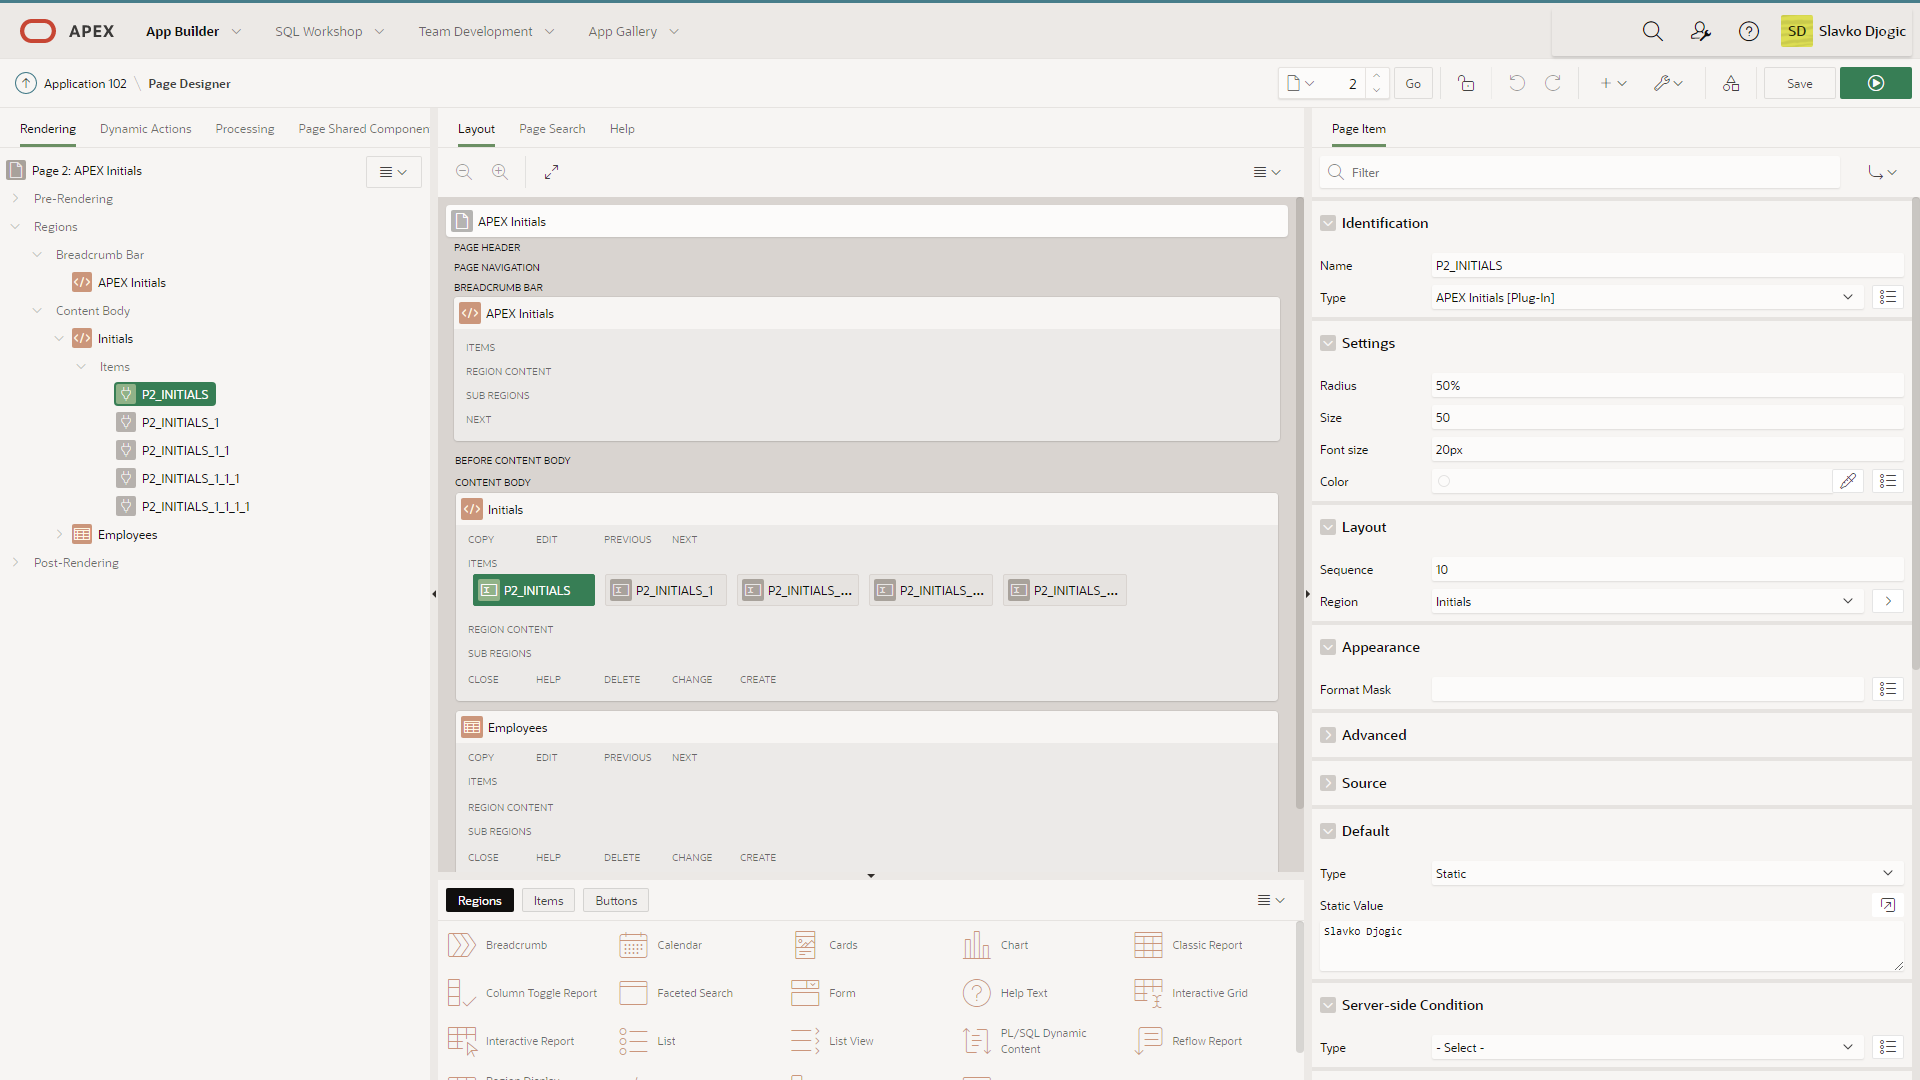 APEX App Builder SQL Workshop Team Development App Gallery SD Slavko Djogic
Application 102 \ Page Designer 2 Go Save
Rendering Dynamic Actions Processing Page Shared Componen
Page 2: APEX Initials
Pre-Rendering
Regions
Breadcrumb Bar
APEX Initials
Content Body
Initials
Items
P2_INITIALS
P2_INITIALS_1
P2_INITIALS_1_1
P2_INITIALS_1_1_1
P2_INITIALS_1_1_1_1
Employees
Post-Rendering
Layout Page Search Help
APEX Initials
PAGE HEADER
PAGE NAVIGATION
BREADCRUMB BAR
APEX Initials
ITEMS
REGION CONTENT
SUB REGIONS
NEXT
BEFORE CONTENT BODY
CONTENT BODY
Initials
COPY EDIT PREVIOUS NEXT
ITEMS
P2_INITIALS P2_INITIALS_1 P2_INITIALS_... P2_INITIALS_... P2_INITIALS_...
REGION CONTENT
SUB REGIONS
CLOSE HELP DELETE CHANGE CREATE
Employees
COPY EDIT PREVIOUS NEXT
ITEMS
REGION CONTENT
SUB REGIONS
CLOSE HELP DELETE CHANGE CREATE
Regions Items Buttons
Breadcrumb Calendar Cards Chart Classic Report
Column Toggle Report Faceted Search Form Help Text Interactive Grid
Interactive Report List List View PL/SQL Dynamic Content Reflow Report
Region Display
Page Item
Filter
Identification
Name P2_INITIALS
Type APEX Initials [Plug-In]
Settings
Radius 50%
Size 50
Font size 20px
Color
Layout
Sequence 10
Region Initials
Appearance
Format Mask
Advanced
Source
Default
Type Static
Static Value
Slavko Djogic
Server-side Condition
Type - Select -